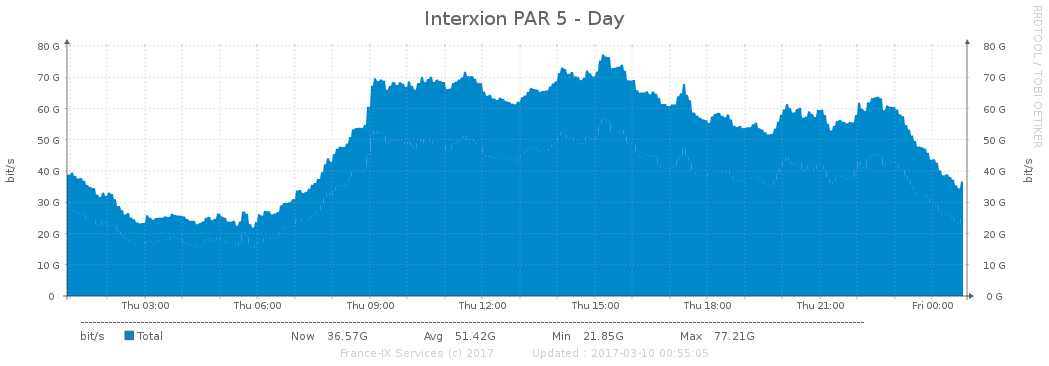 Interxion PAR 5 - Day
RRDTOOL / TOBI OETIKER
80 G 80 G
70 G 70 G
60 G 60 G
50 G 50 G
40 G 40 G
30 G 30 G
20 G 20 G
10 G 10 G
0 0 G
bit/s bit/s
Thu 03:00 Thu 06:00 Thu 09:00 Thu 12:00 Thu 15:00 Thu 18:00 Thu 21:00 Fri 00:00
bit/s Total Now 36.57G Avg 51.42G Min 21.85G Max 77.21G
France-IX Services (c) 2017 Updated : 2017-03-10 00:55:05